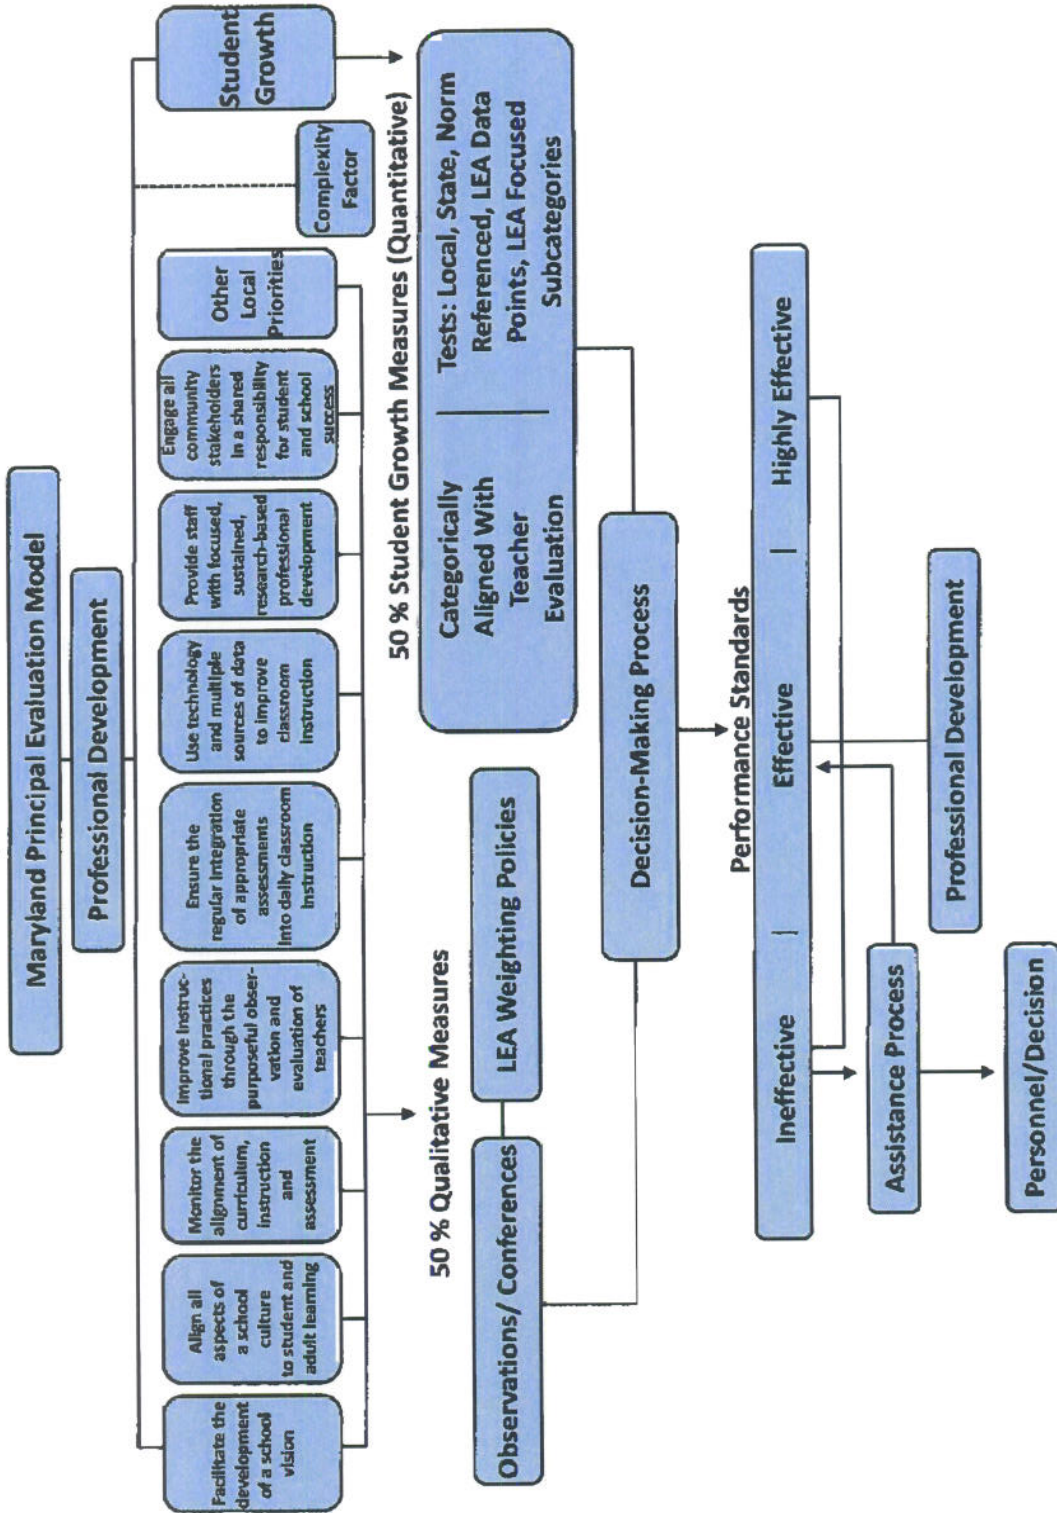 Maryland Principal Evaluation Model
Professional Development
Facilitate the
development
of a school
vision
Align all
aspects of
a school
culture
to student and
adult learning
Monitor the
alignment of
curriculum,
instruction
and
assessment
Improve Instruc-
tional practices
through the
purposeful obser-
vation and
evaluation of
teachers
Ensure the
regular Integration
of appropriate
assessments
Into daily classroom
Instruction
Use technology
and multiple
sources of data
to improve
classroom
Instruction
Provide staff
with focused,
sustained,
research-based
professional
development
Engage all
community
stakeholders
In a shared
responsibility
for student
and school
success
Other
Local
Priorities
Complexity
Factor
Student
Growth
50 % Qualitative Measures
Observations/ Conferences
LEA Weighting Policies
50 % Student Growth Measures (Quantitative)
Categorically
Aligned With
Teacher
Evaluation
Tests: Local, State, Norm
Referenced, LEA Data
Points, LEA Focused
Subcategories
Decision-Making Process
Performance Standards
Ineffective | Effective | Highly Effective
Assistance Process
Professional Development
Personnel/Decision